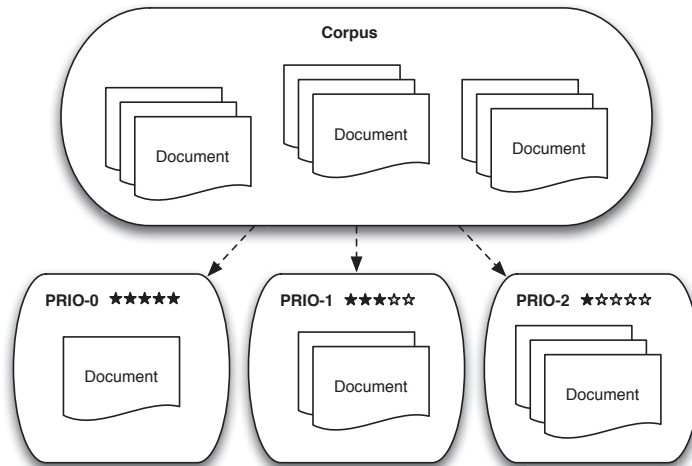 Corpus
Document
Document
Document
PRIO-0 ★★★★★
PRIO-1 ★★★☆☆
PRIO-2 ★☆☆☆☆
Document
Document
Document